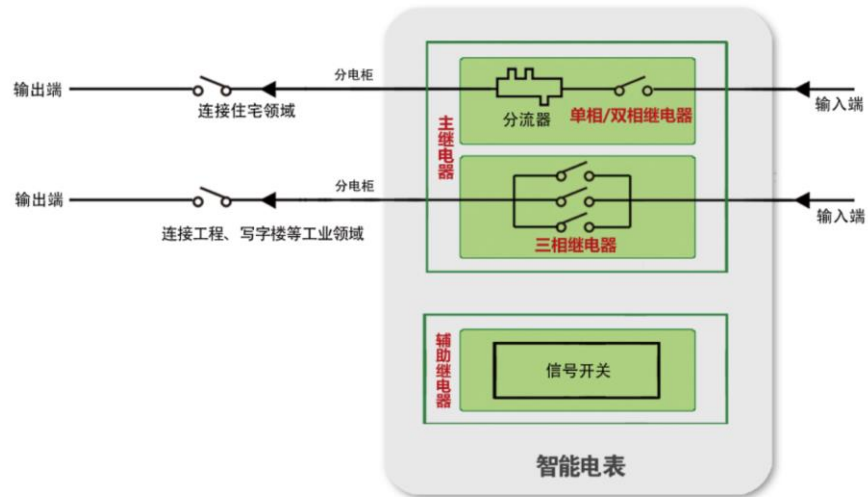 分电柜
输出端
连接住宅领域
分流器
单相/双相继电器
输入端
主继电器
分电柜
输出端
连接工程、写字楼等工业领域
三相继电器
输入端
辅助继电器
信号开关
智能电表